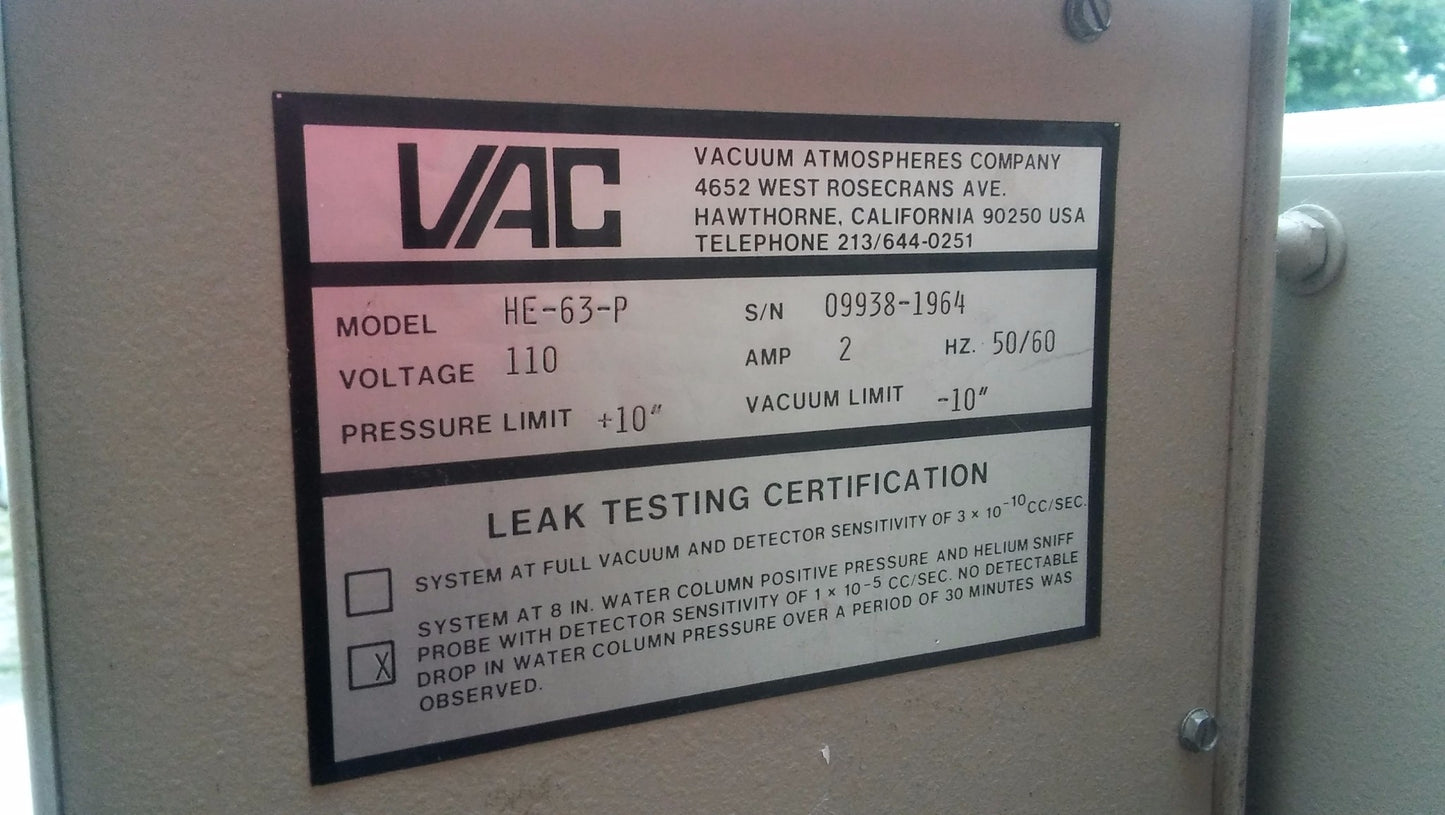 VAC
VACUUM ATMOSPHERES COMPANY
4652 WEST ROSECRANS AVE.
HAWTHORNE, CALIFORNIA 90250 USA
TELEPHONE 213/644-0251
MODEL HE-63-P S/N 09938-1964
VOLTAGE 110 AMP 2 HZ. 50/60
PRESSURE LIMIT +10" VACUUM LIMIT -10"
LEAK TESTING CERTIFICATION
SYSTEM AT FULL VACUUM AND DETECTOR SENSITIVITY OF 3 × 10⁻¹⁰ CC/SEC.
SYSTEM AT 8 IN. WATER COLUMN POSITIVE PRESSURE AND HELIUM SNIFF
X PROBE WITH DETECTOR SENSITIVITY OF 1 × 10⁻⁵ CC/SEC. NO DETECTABLE
DROP IN WATER COLUMN PRESSURE OVER A PERIOD OF 30 MINUTES WAS
OBSERVED.